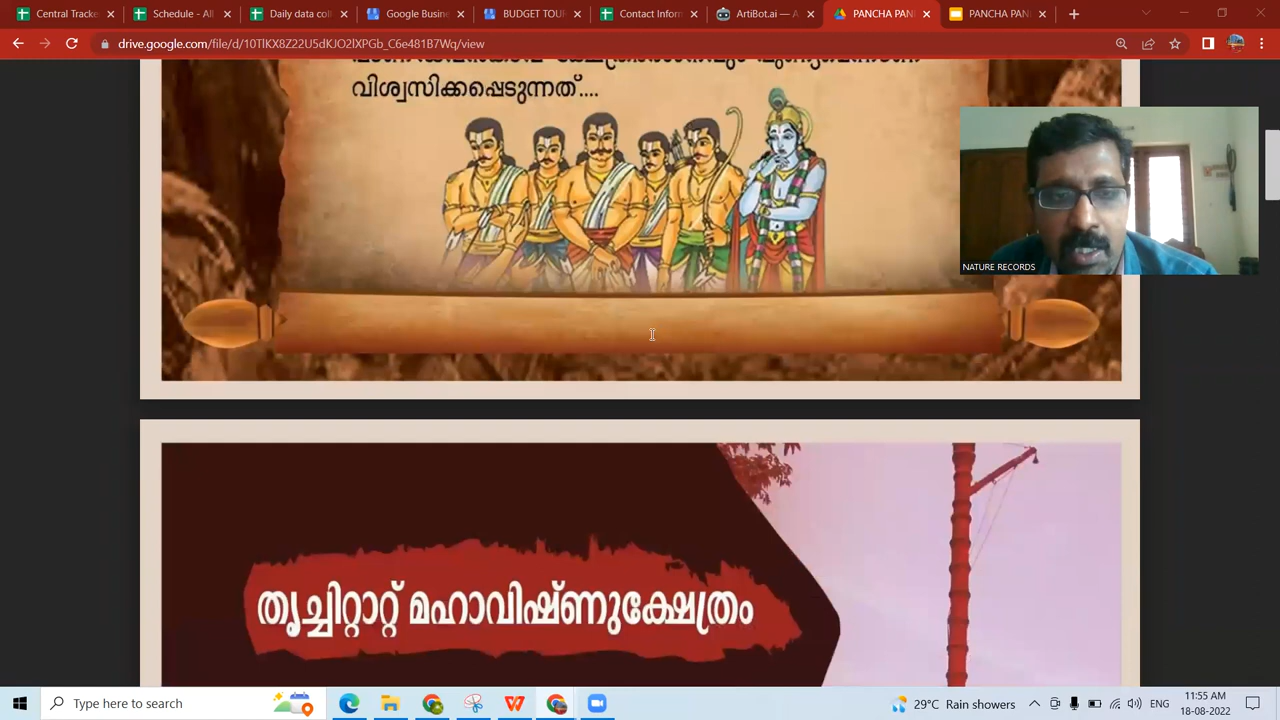 Central Tracke
Schedule - All
Daily data coll
Google Busine
BUDGET TOUR
Contact Inform
ArtiBot.ai — A
PANCHA PAN
PANCHA PAN
drive.google.com/file/d/10TlKX8Z22U5dKJO2lXPGb_C6e481B7Wq/view
വിശ്വസിക്കപ്പെടുന്നത്....
NATURE RECORDS
തൃച്ചിറ്റാറ്റ് മഹാവിഷ്ണുക്ഷേത്രം
Type here to search
29°C Rain showers
ENG
11:55 AM
18-08-2022